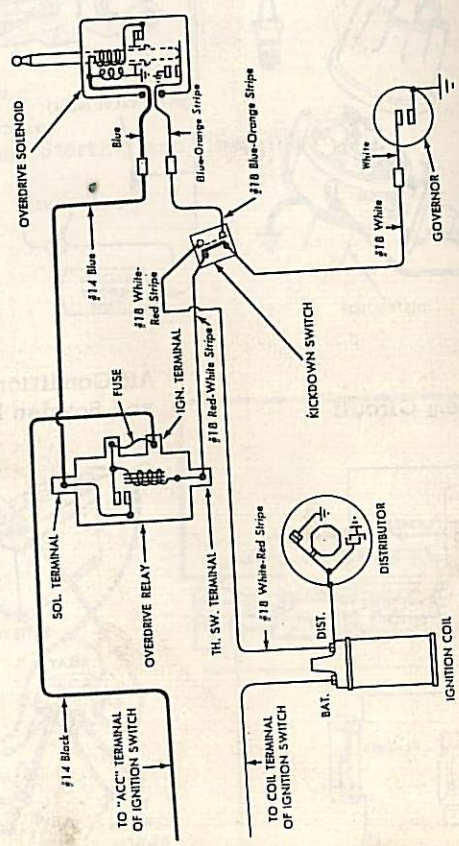 OVERDRIVE SOLENOID
Blue
Blue-Orange Stripe
#14 Blue
#18 White-
Red Stripe
#18 Blue-Orange Stripe
White
#18 White
GOVERNOR
KICKDOWN SWITCH
#18 Red-White Stripe
IGN. TERMINAL
FUSE
SOL. TERMINAL
OVERDRIVE RELAY
TH. SW. TERMINAL
#18 White-Red Stripe
DISTRIBUTOR
DIST.
BAT.
IGNITION COIL
#14 Black
TO "ACC" TERMINAL
OF IGNITION SWITCH
TO COIL TERMINAL
OF IGNITION SWITCH